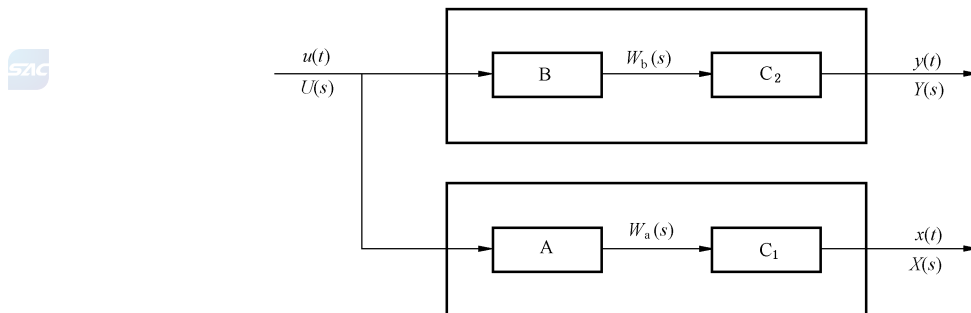 SAC
u(t)
U(s)
B
W_b(s)
C_2
y(t)
Y(s)
A
W_a(s)
C_1
x(t)
X(s)